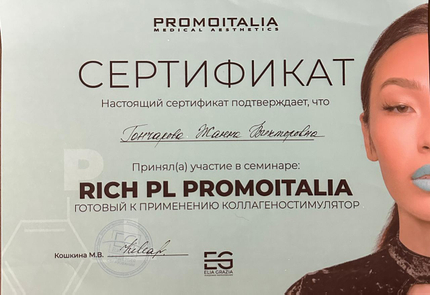 PROMOITALIA
MEDICAL AESTHETICS
СЕРТИФИКАТ
Настоящий сертификат подтверждает, что
Гончарова Жанна Викторовна
Принял(а) участие в семинаре:
RICH PL PROMOITALIA
ГОТОВЫЙ К ПРИМЕНЕНИЮ КОЛЛАГЕНОСТИМУЛЯТОР
Кошкина М.В.
EG
ELIA GRAZIA